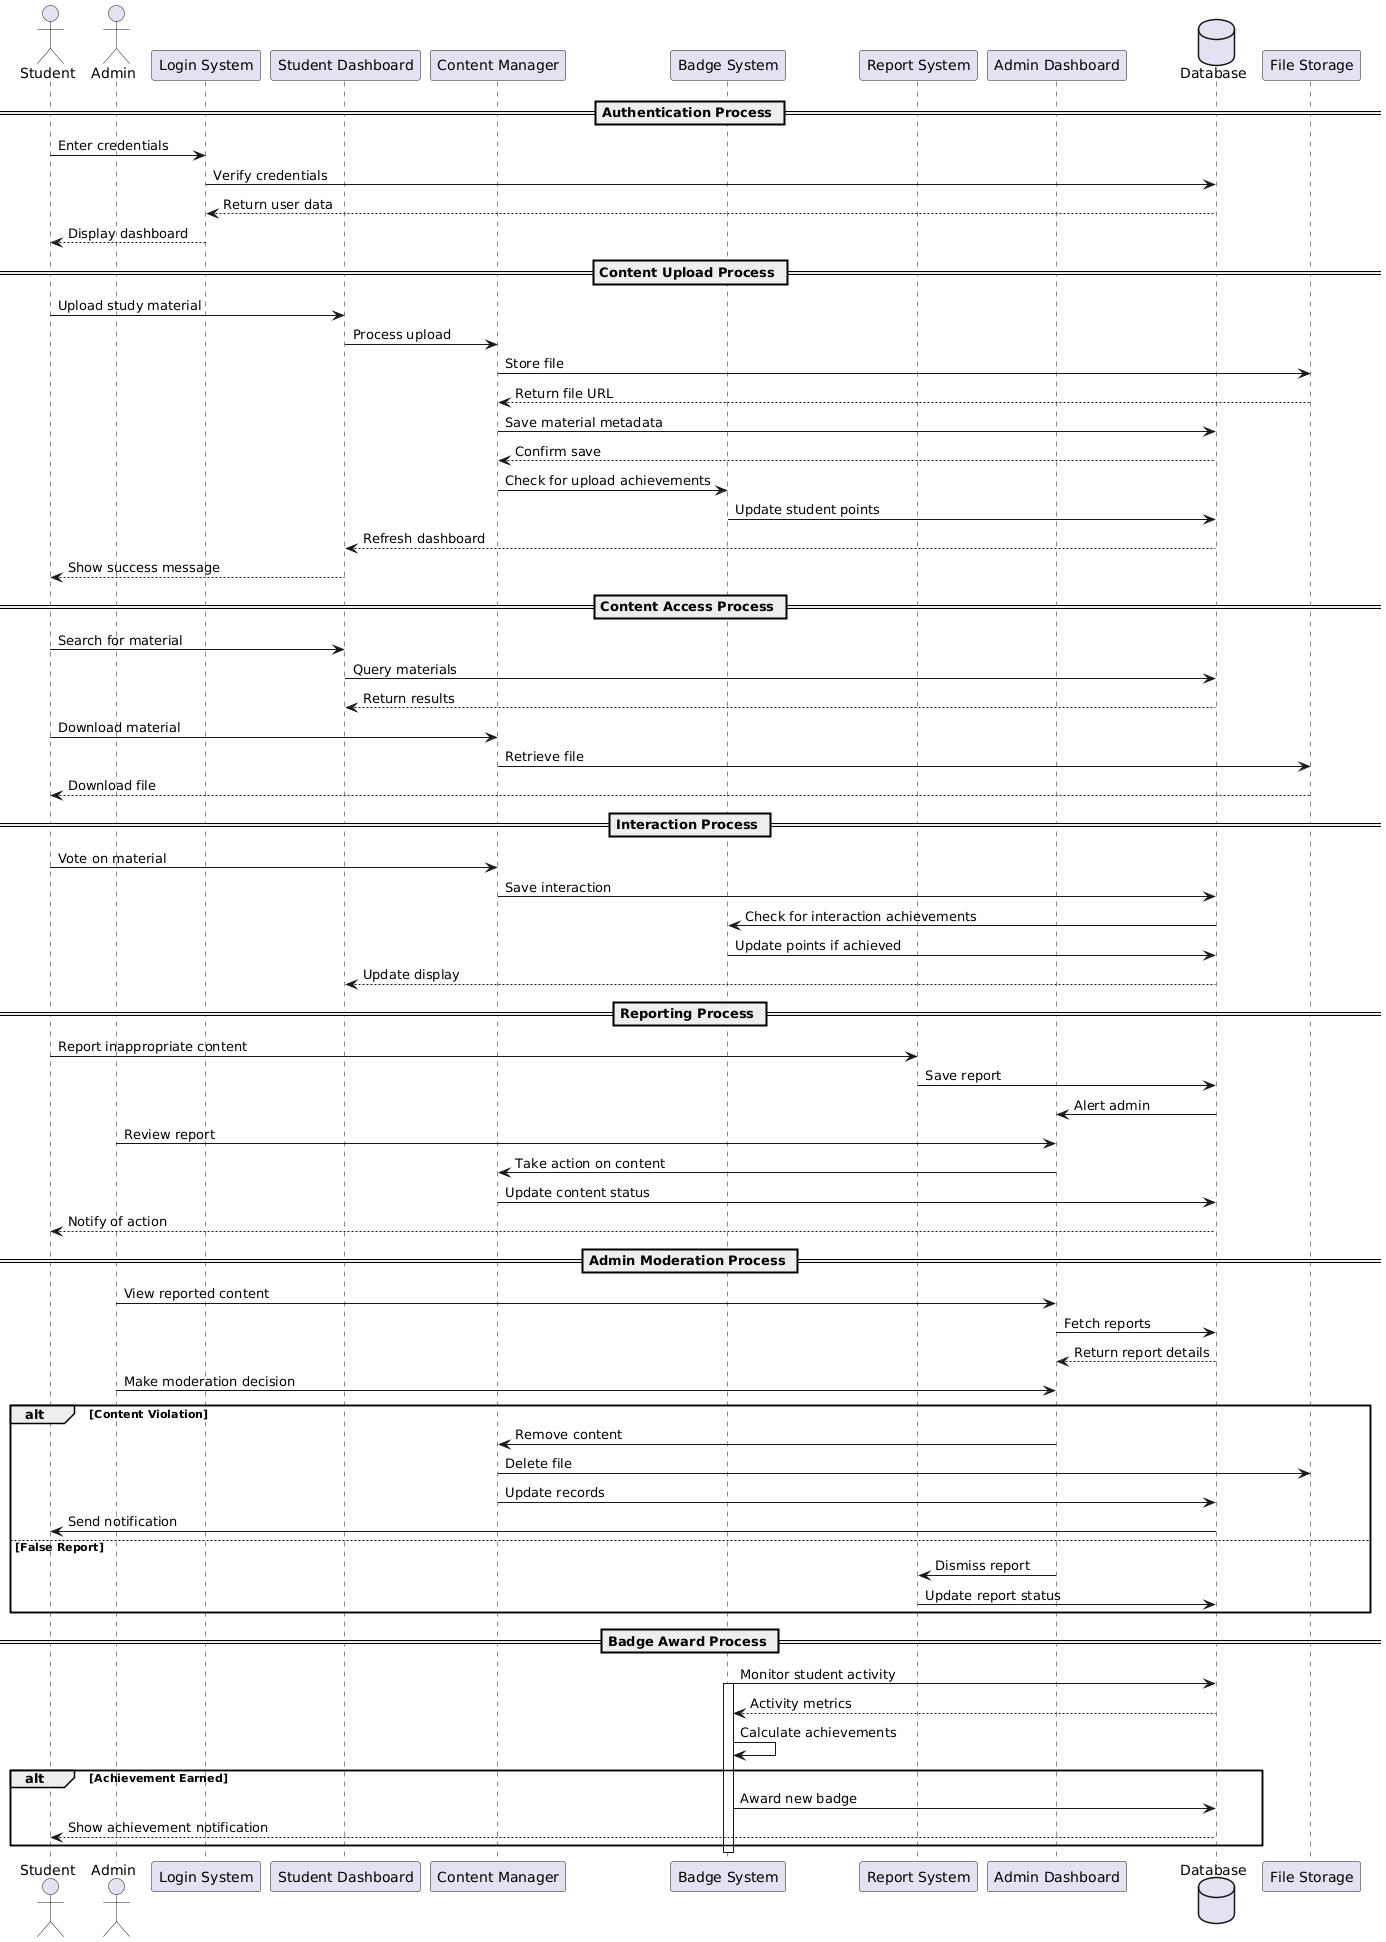 Student
Admin
Login System
Student Dashboard
Content Manager
Badge System
Report System
Admin Dashboard
Database
File Storage
Authentication Process
Enter credentials
Verify credentials
Return user data
Display dashboard
Content Upload Process
Upload study material
Process upload
Store file
Return file URL
Save material metadata
Confirm save
Check for upload achievements
Update student points
Refresh dashboard
Show success message
Content Access Process
Search for material
Query materials
Return results
Download material
Retrieve file
Download file
Interaction Process
Vote on material
Save interaction
Check for interaction achievements
Update points if achieved
Update display
Reporting Process
Report inappropriate content
Save report
Alert admin
Review report
Take action on content
Update content status
Notify of action
Admin Moderation Process
View reported content
Fetch reports
Return report details
Make moderation decision
alt [Content Violation]
Remove content
Delete file
Update records
Send notification
[False Report]
Dismiss report
Update report status
Badge Award Process
Monitor student activity
Activity metrics
Calculate achievements
alt [Achievement Earned]
Award new badge
Show achievement notification
Student
Admin
Login System
Student Dashboard
Content Manager
Badge System
Report System
Admin Dashboard
Database
File Storage